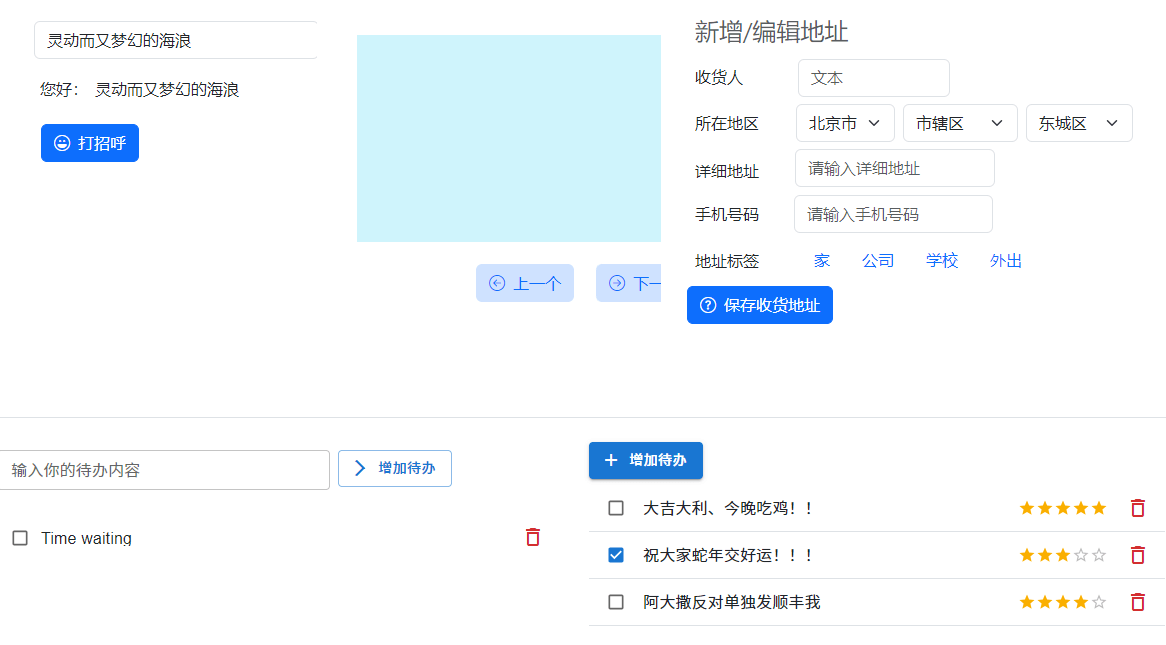 灵动而又梦幻的海浪
您好： 灵动而又梦幻的海浪
打招呼
上一个
下一
新增/编辑地址
收货人 文本
所在地区 北京市 市辖区 东城区
详细地址 请输入详细地址
手机号码 请输入手机号码
地址标签 家 公司 学校 外出
保存收货地址
输入你的待办内容 增加待办
Time waiting
增加待办
大吉大利、今晚吃鸡！！
祝大家蛇年交好运！！！
阿大撒反对单独发顺丰我